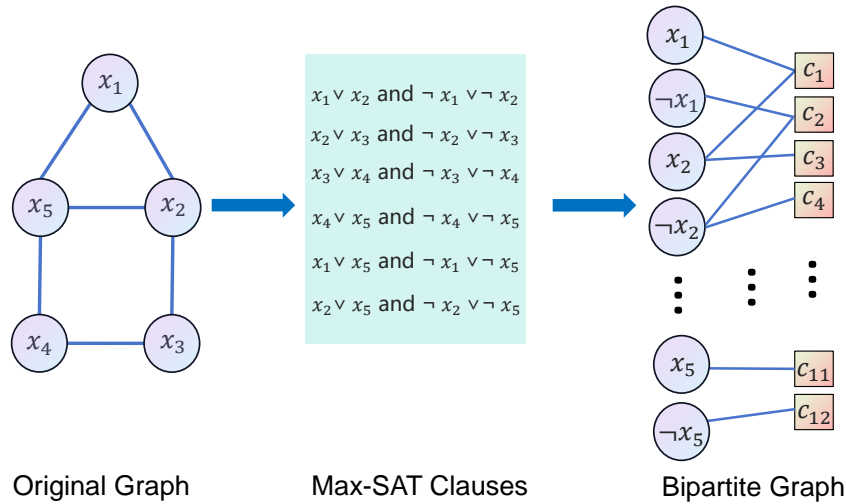 x₁
x₅
x₂
x₄
x₃
Original Graph
x₁ ∨ x₂ and ¬ x₁ ∨ ¬ x₂
x₂ ∨ x₃ and ¬ x₂ ∨ ¬ x₃
x₃ ∨ x₄ and ¬ x₃ ∨ ¬ x₄
x₄ ∨ x₅ and ¬ x₄ ∨ ¬ x₅
x₁ ∨ x₅ and ¬ x₁ ∨ ¬ x₅
x₂ ∨ x₅ and ¬ x₂ ∨ ¬ x₅
Max-SAT Clauses
x₁
¬x₁
x₂
¬x₂
x₅
¬x₅
c₁
c₂
c₃
c₄
c₁₁
c₁₂
Bipartite Graph